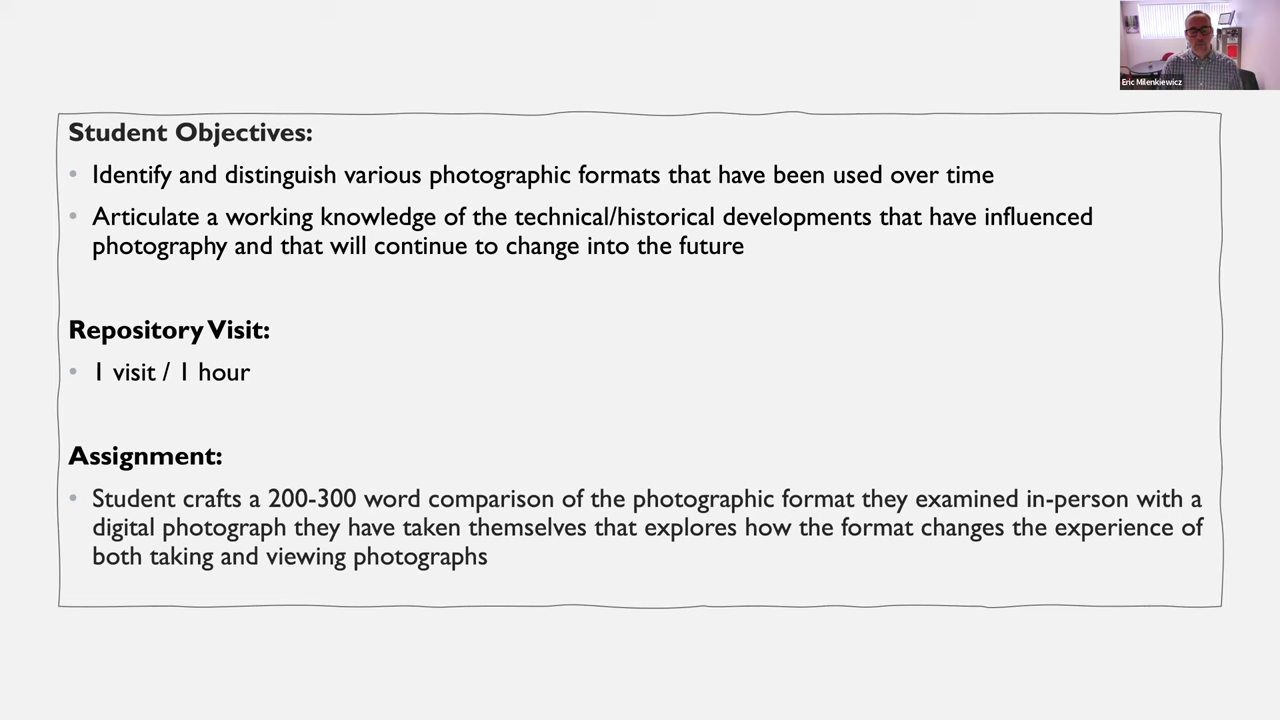 Eric Milenkiewicz
Student Objectives:
• Identify and distinguish various photographic formats that have been used over time
• Articulate a working knowledge of the technical/historical developments that have influenced
photography and that will continue to change into the future
Repository Visit:
• 1 visit / 1 hour
Assignment:
• Student crafts a 200-300 word comparison of the photographic format they examined in-person with a
digital photograph they have taken themselves that explores how the format changes the experience of
both taking and viewing photographs